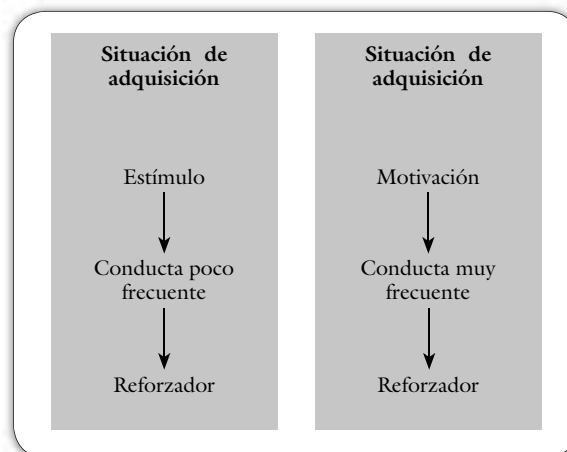 Situación de
adquisición
Estímulo
Conducta poco
frecuente
Reforzador
Situación de
adquisición
Motivación
Conducta muy
frecuente
Reforzador